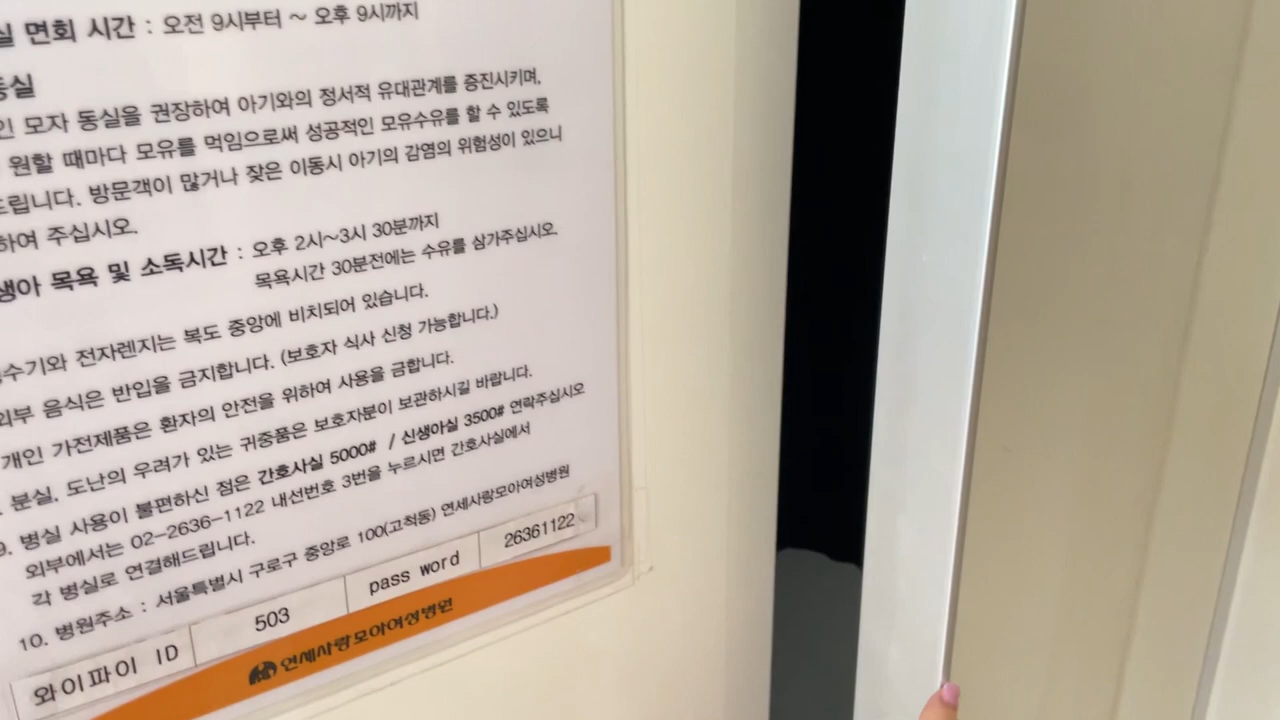 실 면회 시간 : 오전 9시부터 ~ 오후 9시까지
동실
인 모자 동실을 권장하여 아기와의 정서적 유대관계를 증진시키며,
원할 때마다 모유를 먹임으로써 성공적인 모유수유를 할 수 있도록
드립니다. 방문객이 많거나 잦은 이동시 아기의 감염의 위험성이 있으니
하여 주십시오.
생아 목욕 및 소독시간 : 오후 2시~3시 30분까지
목욕시간 30분전에는 수유를 삼가주십시오.
수기와 전자렌지는 복도 중앙에 비치되어 있습니다.
외부 음식은 반입을 금지합니다. (보호자 식사 신청 가능합니다.)
개인 가전제품은 환자의 안전을 위하여 사용을 금합니다.
분실, 도난의 우려가 있는 귀중품은 보호자분이 보관하시길 바랍니다.
9. 병실 사용이 불편하신 점은 간호사실 5000# / 신생아실 3500# 연락주십시오
외부에서는 02-2636-1122 내선번호 3번을 누르시면 간호사실에서
각 병실로 연결해드립니다.
10. 병원주소 : 서울특별시 구로구 중앙로 100(고척동) 연세사랑모아여성병원
와이파이 ID 503 pass word 26361122
연세사랑모아여성병원